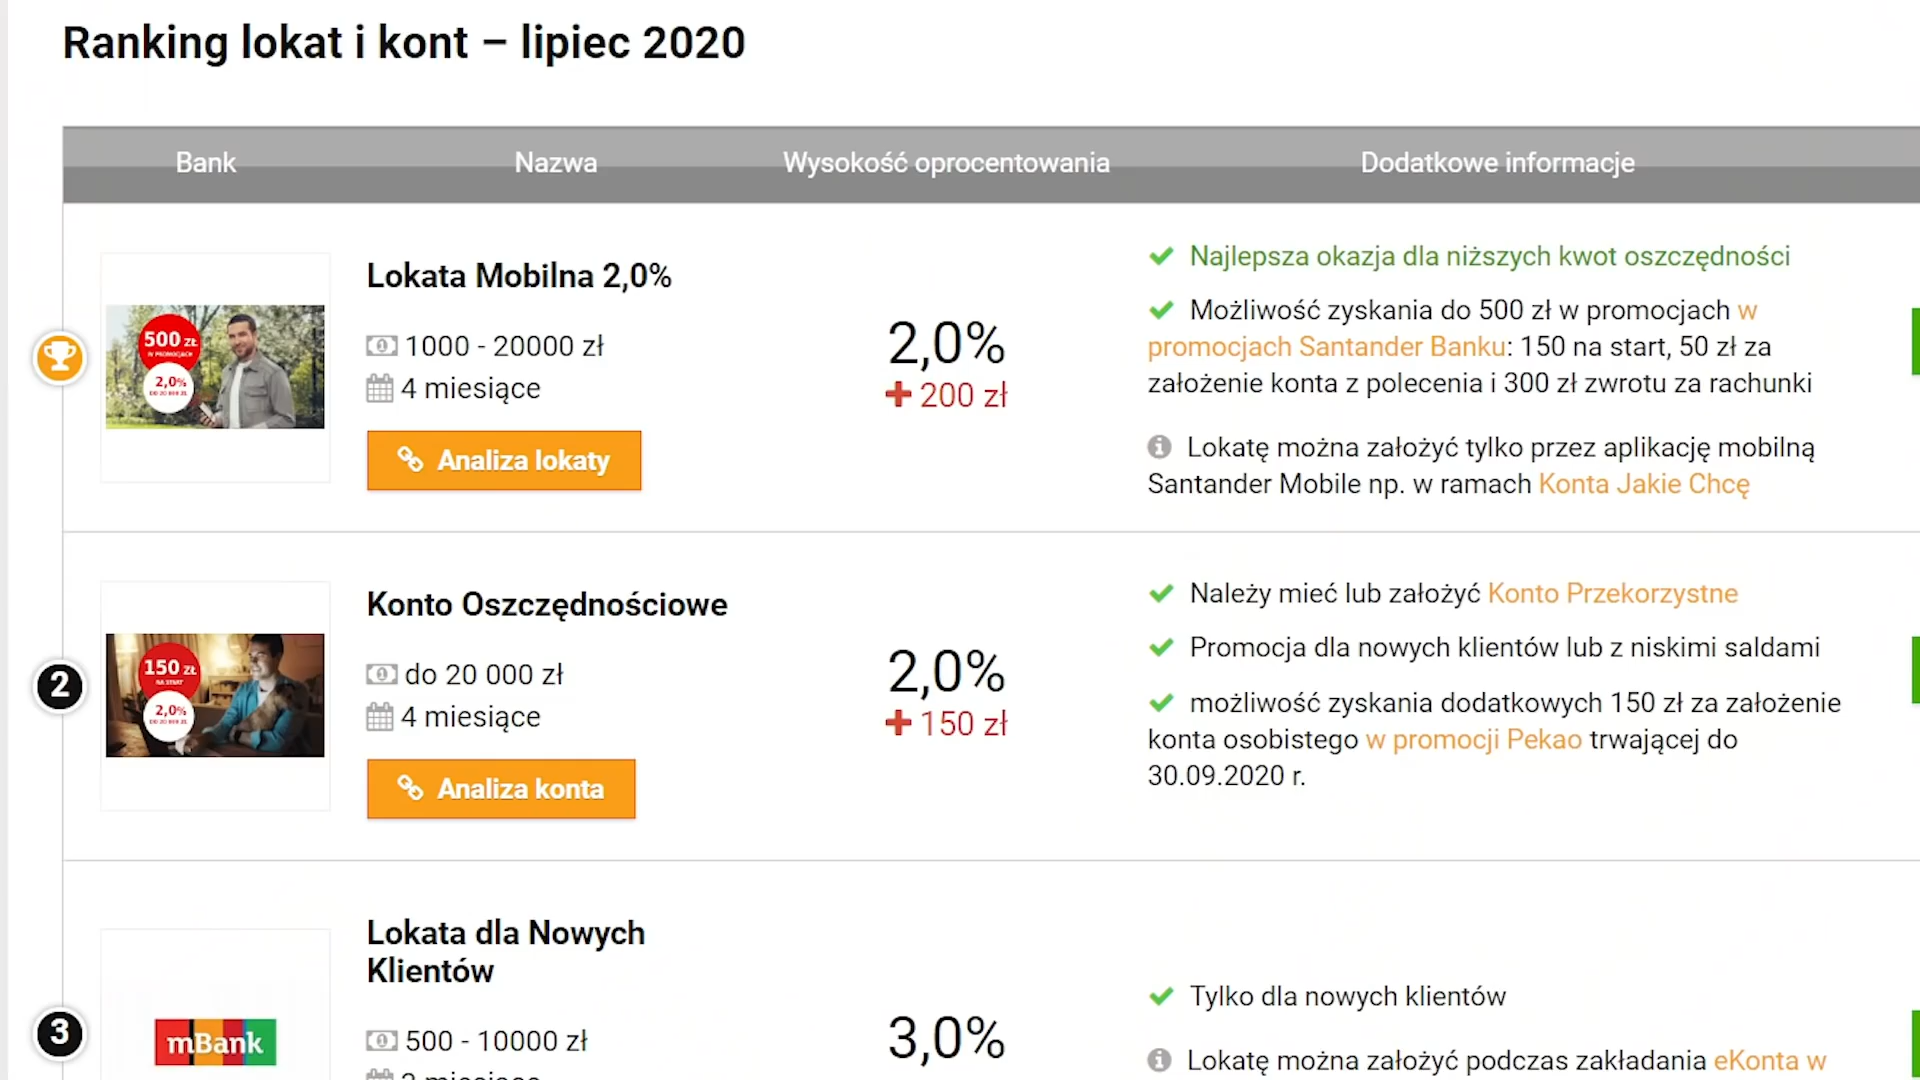 Ranking lokat i kont – lipiec 2020
Bank Nazwa Wysokość oprocentowania Dodatkowe informacje
500 ZŁ
W PROMOCJACH
2,0%
Lokata Mobilna 2,0%
1000 - 20000 zł
4 miesiące
Analiza lokaty
2,0%
+ 200 zł
Najlepsza okazja dla niższych kwot oszczędności
Możliwość zyskania do 500 zł w promocjach w
promocjach Santander Banku: 150 na start, 50 zł za
założenie konta z polecenia i 300 zł zwrotu za rachunki
Lokatę można założyć tylko przez aplikację mobilną
Santander Mobile np. w ramach Konta Jakie Chcę
2
150 ZŁ
NA START
2,0%
Konto Oszczędnościowe
do 20 000 zł
4 miesiące
Analiza konta
2,0%
+ 150 zł
Należy mieć lub założyć Konto Przekorzystne
Promocja dla nowych klientów lub z niskimi saldami
możliwość zyskania dodatkowych 150 zł za założenie
konta osobistego w promocji Pekao trwającej do
30.09.2020 r.
3
mBank
Lokata dla Nowych
Klientów
500 - 10000 zł
3,0%
Tylko dla nowych klientów
Lokatę można założyć podczas zakładania eKonta w